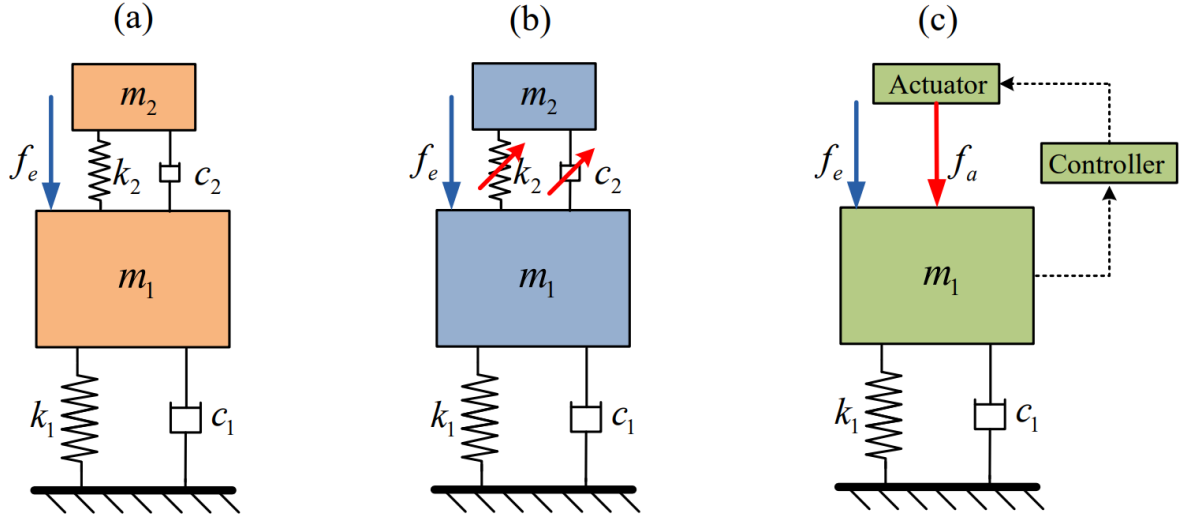 (a)
m₂
fₑ
k₂
c₂
m₁
k₁
c₁
(b)
m₂
fₑ
k₂
c₂
m₁
k₁
c₁
(c)
Actuator
fₑ
fₐ
Controller
m₁
k₁
c₁